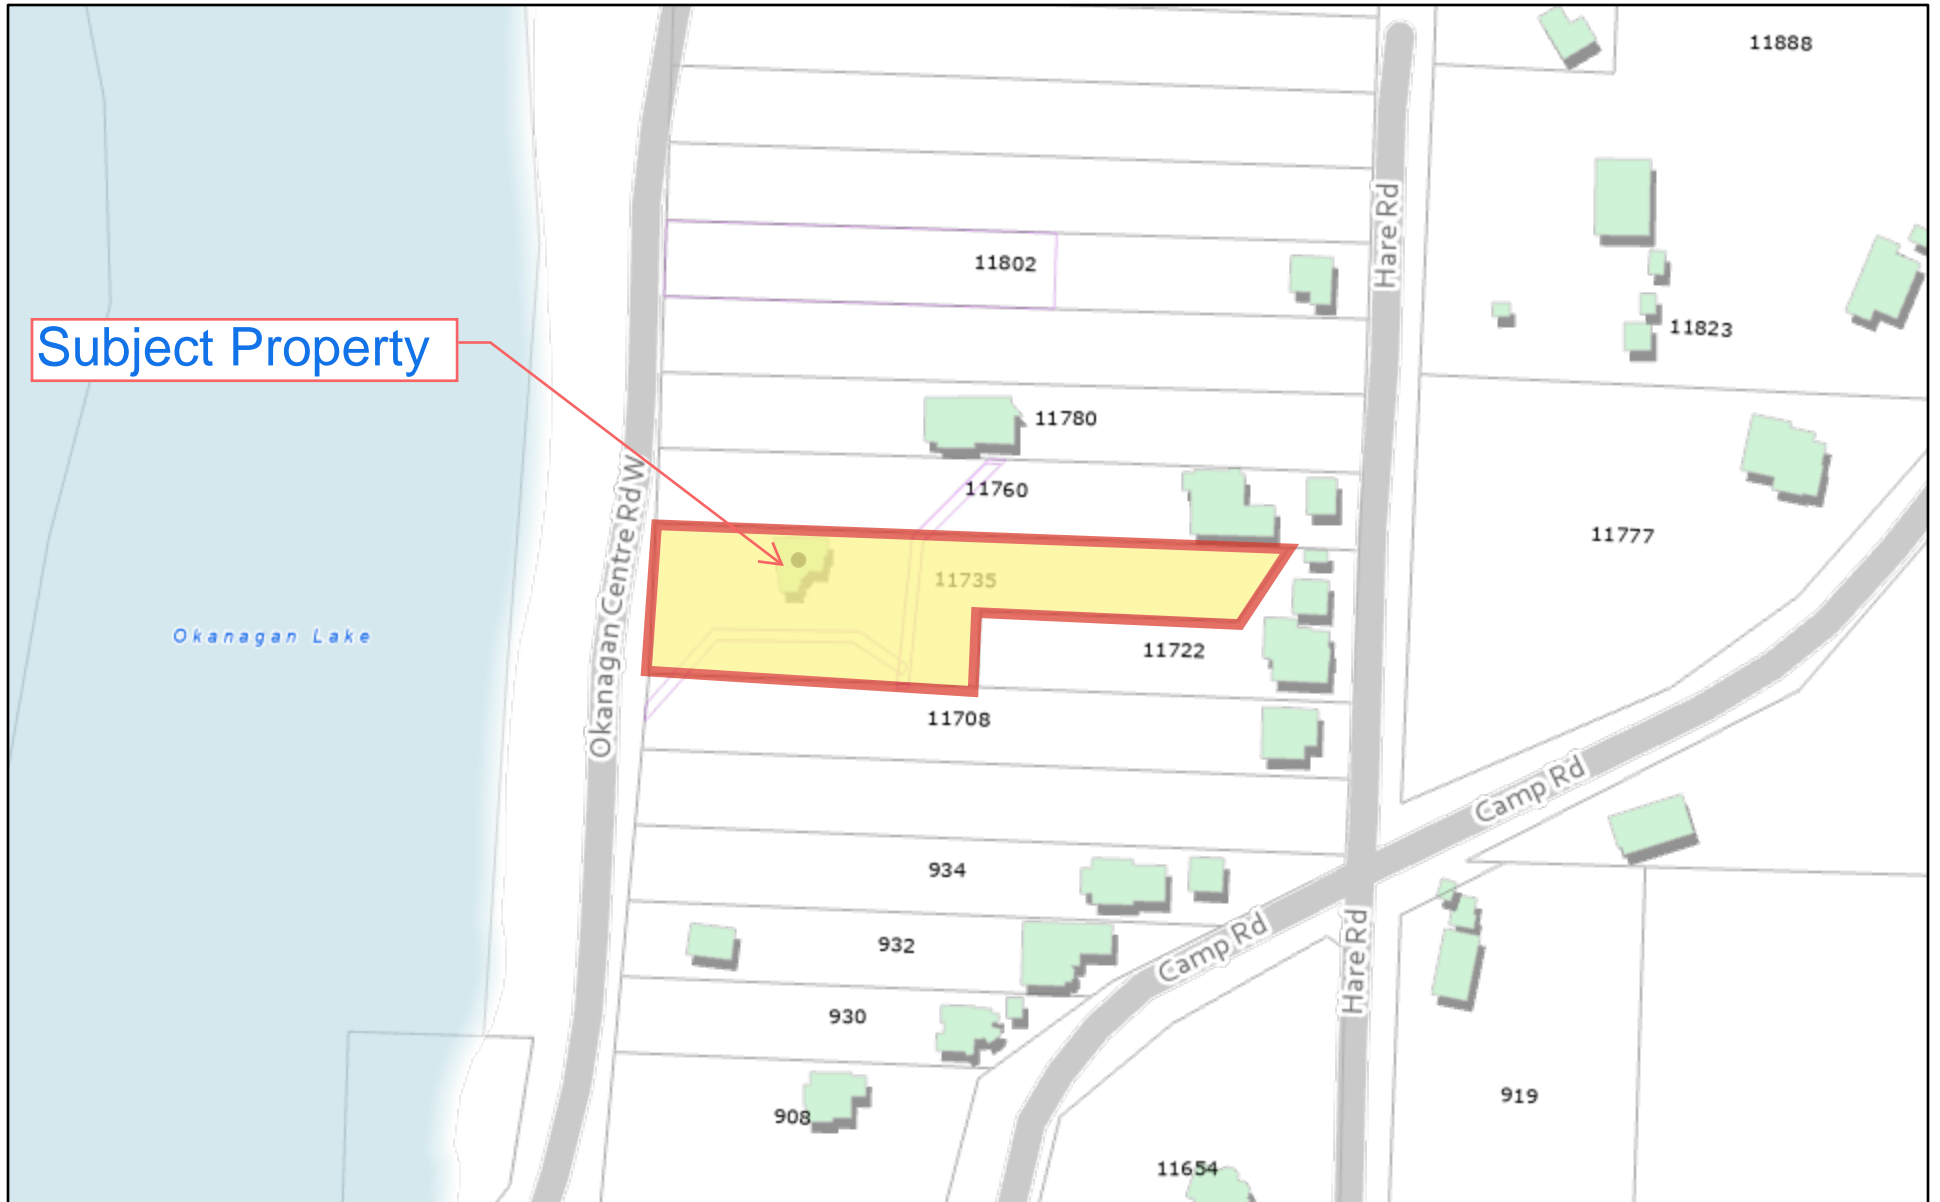 11888
Hare Rd
11802
11823
Subject Property
11780
11760
11777
11735
Okanagan Lake
Okanagan Centre Rd W
11722
11708
Camp Rd
934
Camp Rd
932
Hare Rd
930
919
908
11654